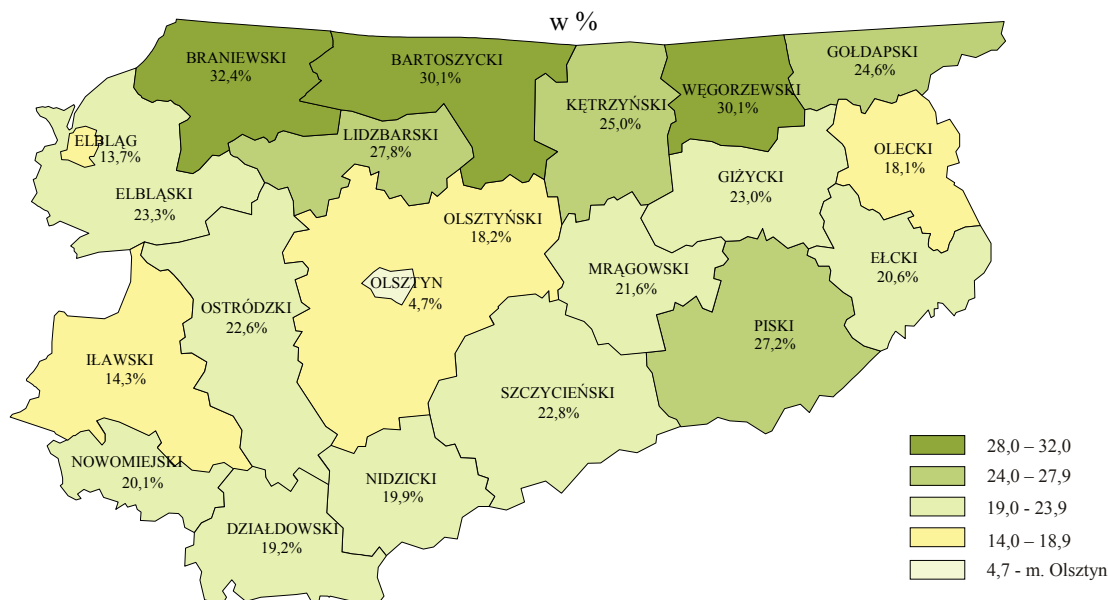 w %
BRANIEWSKI
32,4%
BARTOSZYCKI
30,1%
GOŁDAPSKI
24,6%
KĘTRZYŃSKI
25,0%
WĘGORZEWSKI
30,1%
ELBLĄG
13,7%
LIDZBARSKI
27,8%
OLECKI
18,1%
ELBLĄSKI
23,3%
GIŻYCKI
23,0%
OLSZTYŃSKI
18,2%
EŁCKI
20,6%
MRĄGOWSKI
21,6%
OLSZTYN
4,7%
OSTRÓDZKI
22,6%
PISKI
27,2%
IŁAWSKI
14,3%
SZCZYCIEŃSKI
22,8%
NOWOMIEJSKI
20,1%
NIDZICKI
19,9%
DZIAŁDOWSKI
19,2%
28,0 – 32,0
24,0 – 27,9
19,0 - 23,9
14,0 – 18,9
4,7 - m. Olsztyn